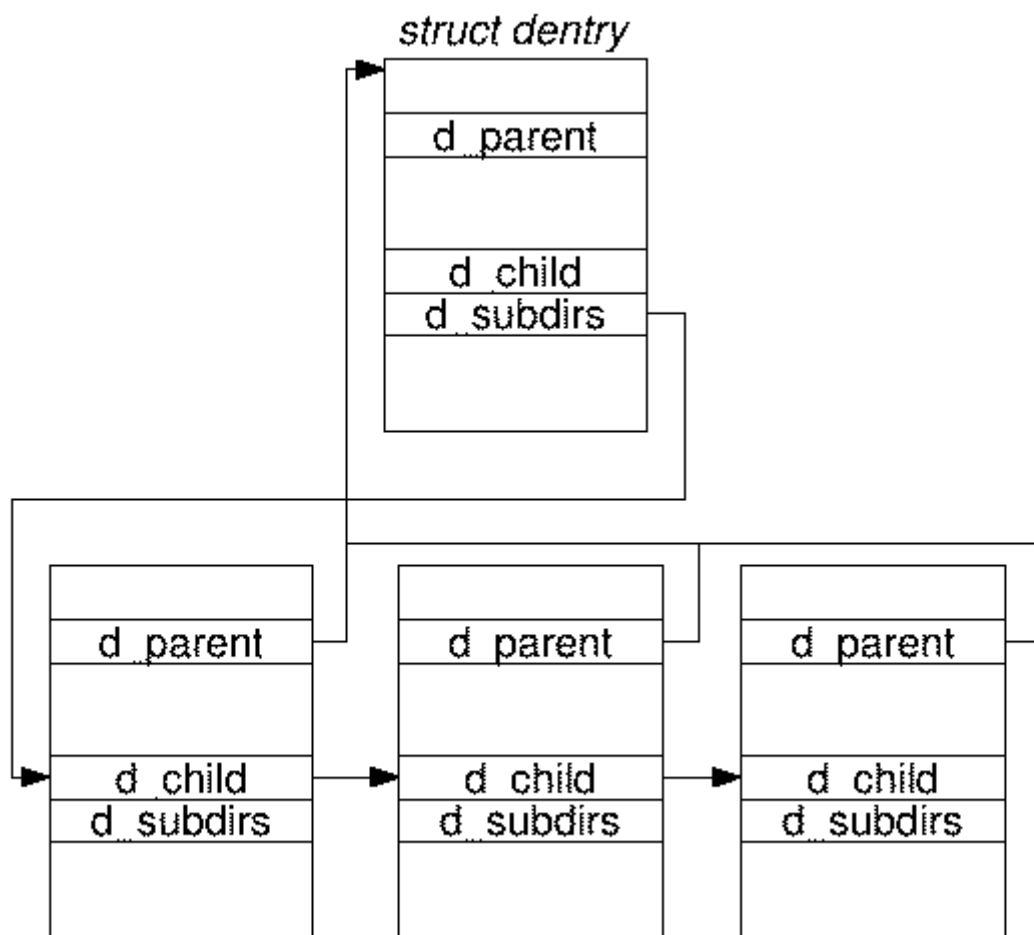 struct dentry
d_parent
d_child
d_subdirs
d_parent d_parent d_parent
d_child d_child d_child
d_subdirs d_subdirs d_subdirs